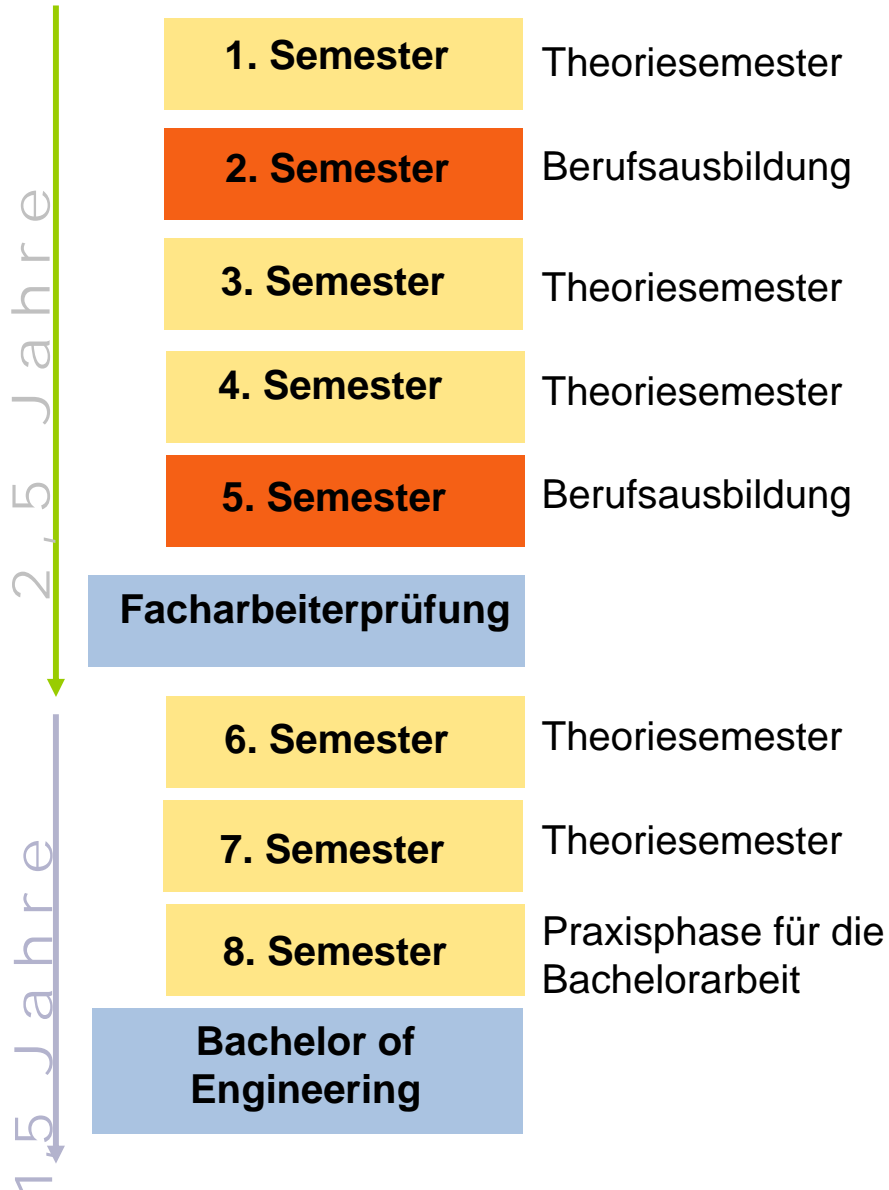 1. Semester
Theoriesemester
2. Semester
Berufsausbildung
3. Semester
Theoriesemester
4. Semester
Theoriesemester
5. Semester
Berufsausbildung
Facharbeiterprüfung
2,5 Jahre
6. Semester
Theoriesemester
7. Semester
Theoriesemester
8. Semester
Praxisphase für die
Bachelorarbeit
Bachelor of
Engineering
1,5 Jahre